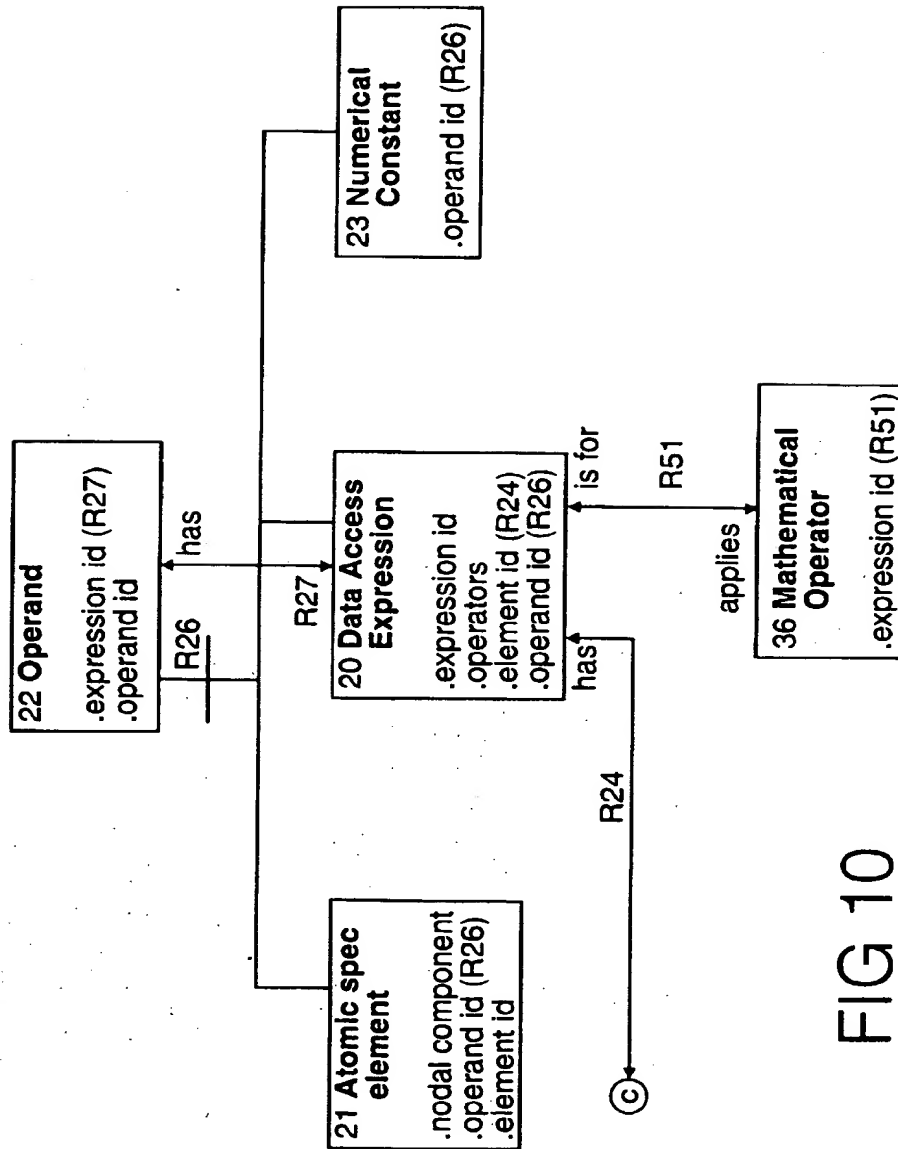 22 Operand
.expression id (R27)
.operand id
R26
has
R27
21 Atomic spec
element
.nodal component
.operand id (R26)
.element id
20 Data Access
Expression
.expression id
.operators
.element id (R24)
.operand id (R26)
23 Numerical
Constant
.operand id (R26)
has
is for
R24
R51
c
applies
36 Mathematical
Operator
.expression id (R51)
FIG 10